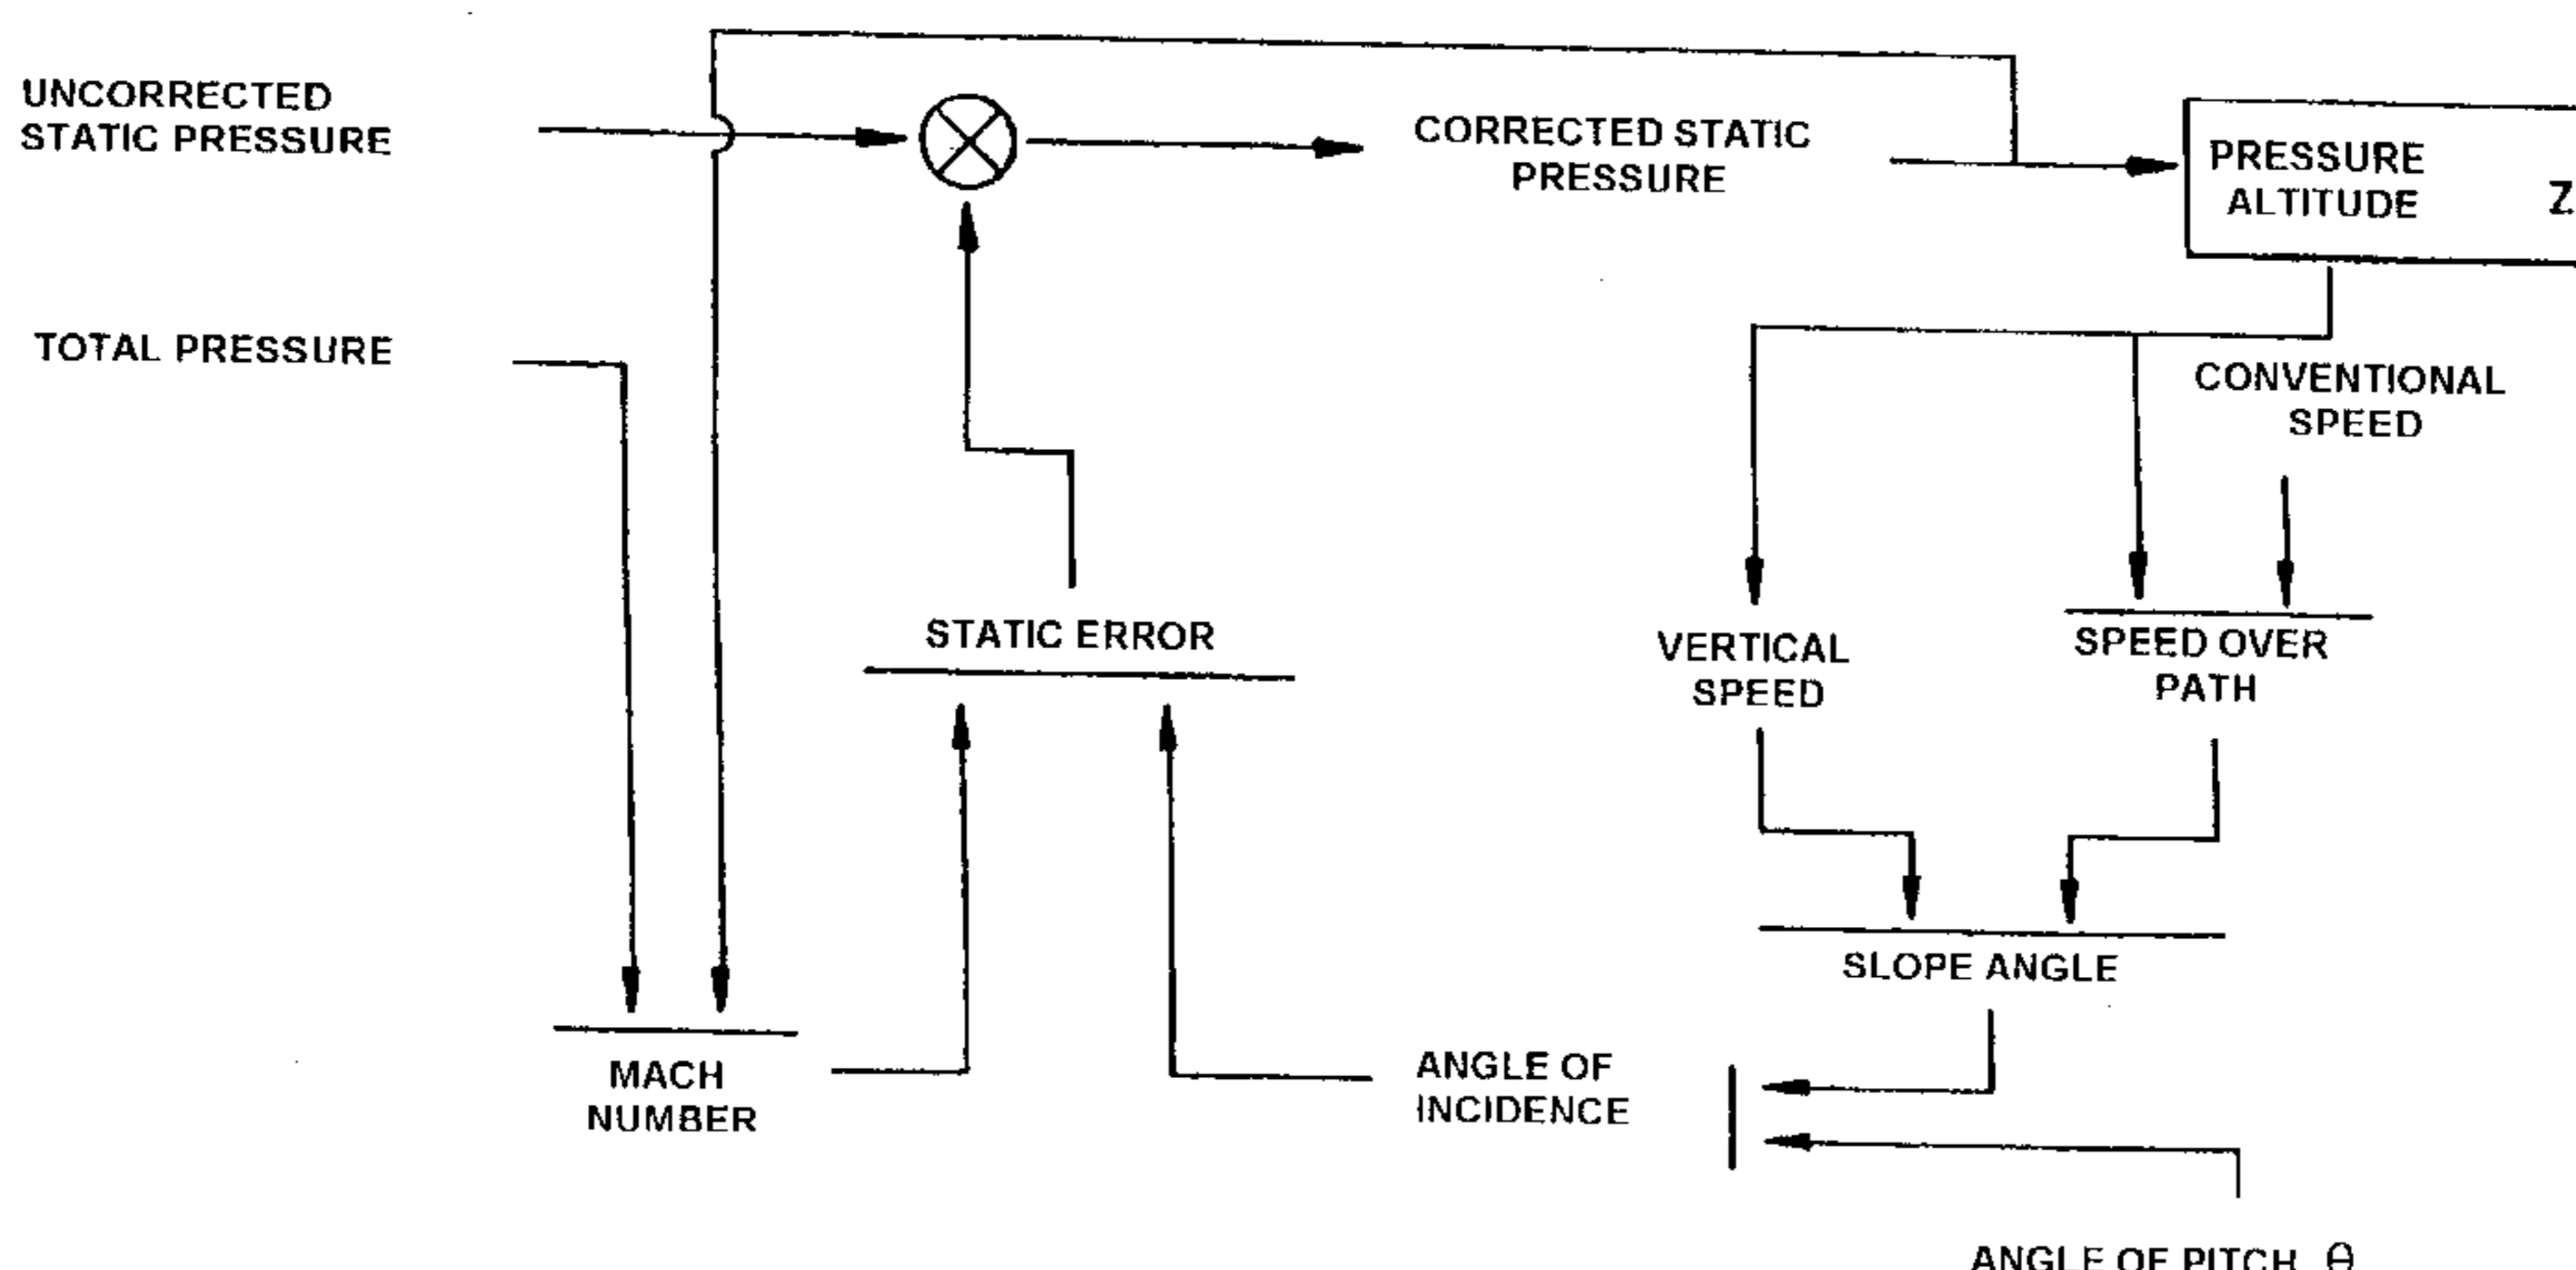 UNCORRECTED
STATIC PRESSURE
CORRECTED STATIC
PRESSURE
PRESSURE
ALTITUDE
Z
TOTAL PRESSURE
CONVENTIONAL
SPEED
STATIC ERROR
VERTICAL
SPEED
SPEED OVER
PATH
SLOPE ANGLE
MACH
NUMBER
ANGLE OF
INCIDENCE
ANGLE OF PITCH θ